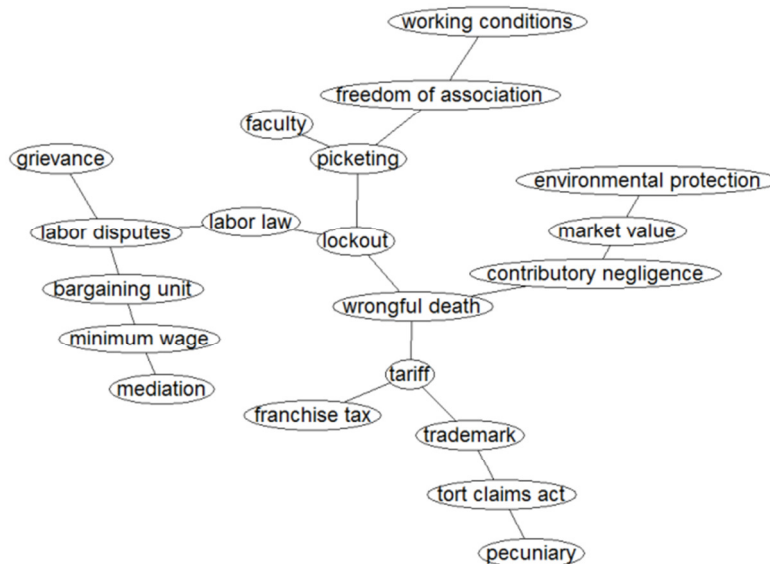 working conditions
freedom of association
faculty
picketing
grievance
environmental protection
labor law
labor disputes
market value
lockout
contributory negligence
bargaining unit
wrongful death
minimum wage
tariff
mediation
franchise tax
trademark
tort claims act
pecuniary